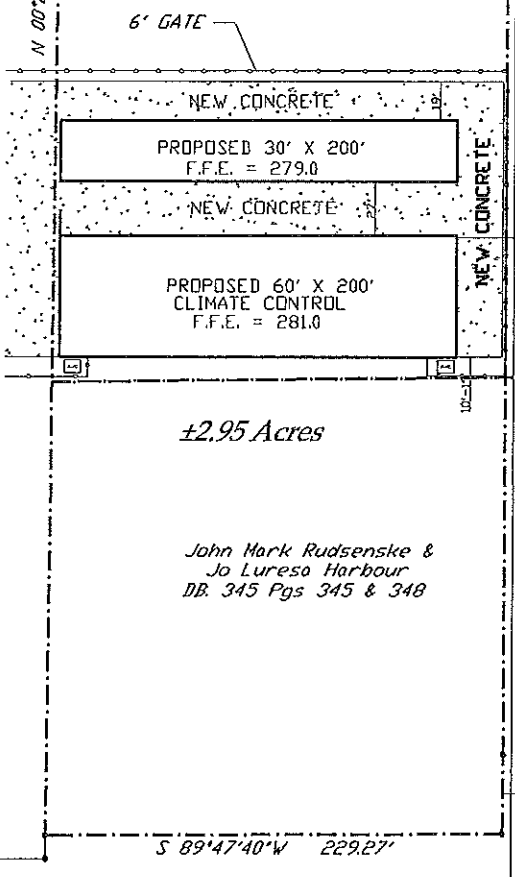 6' GATE
NEW CONCRETE
PROPOSED 30' X 200'
F.F.E. = 279.0
NEW CONCRETE
NEW CONCRETE
PROPOSED 60' X 200'
CLIMATE CONTROL
F.F.E. = 281.0
±2.95 Acres
John Mark Rudsenske &
Jo Luresa Harbour
DB. 345 Pgs 345 & 348
S 89°47'40"W 229.27'